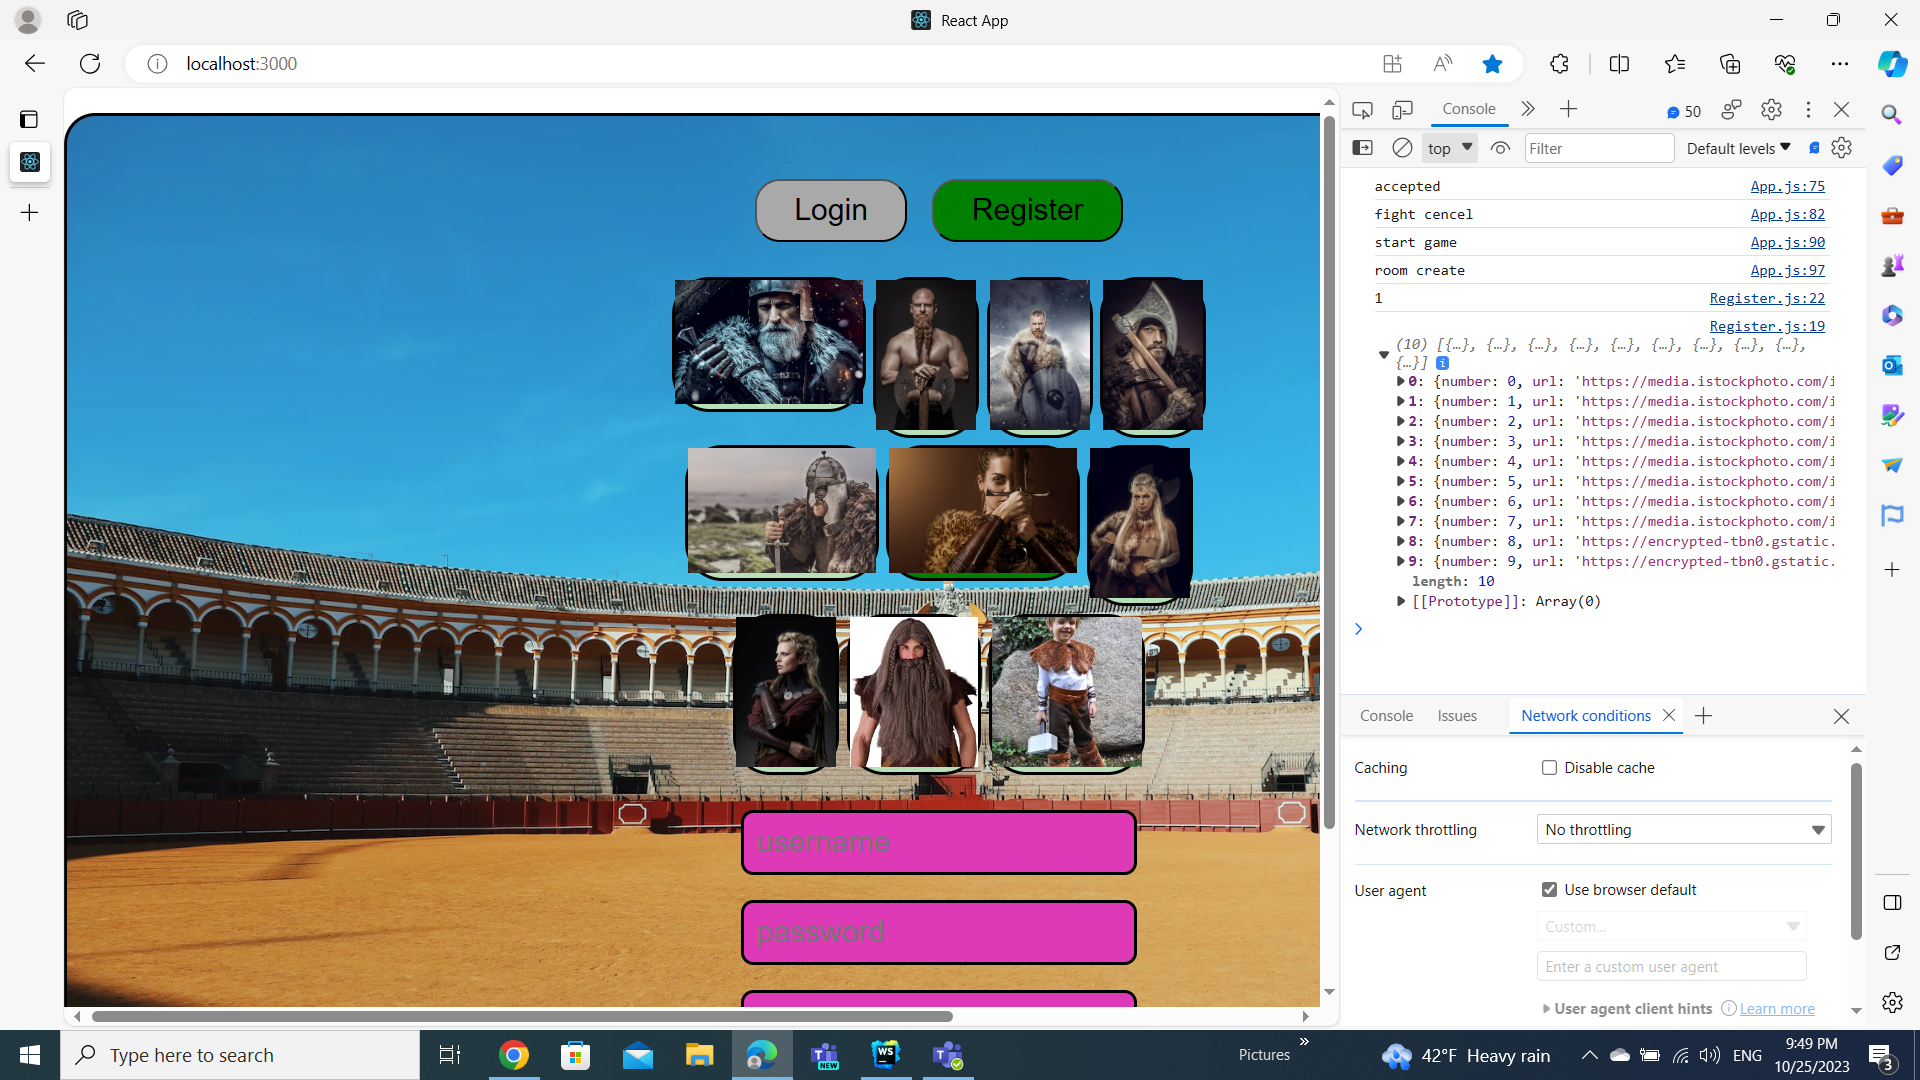 React App
localhost:3000
Console
50
top
Filter
Default levels
Login
Register
accepted App.js:75
fight cencel App.js:82
start game App.js:90
room create App.js:97
1 Register.js:22
Register.js:19
(10) [{…}, {…}, {…}, {…}, {…}, {…}, {…}, {…}, {…},
{…}]
0: {number: 0, url: 'https://media.istockphoto.com/i
1: {number: 1, url: 'https://media.istockphoto.com/i
2: {number: 2, url: 'https://media.istockphoto.com/i
3: {number: 3, url: 'https://media.istockphoto.com/i
4: {number: 4, url: 'https://media.istockphoto.com/i
5: {number: 5, url: 'https://media.istockphoto.com/i
6: {number: 6, url: 'https://media.istockphoto.com/i
7: {number: 7, url: 'https://media.istockphoto.com/i
8: {number: 8, url: 'https://encrypted-tbn0.gstatic.
9: {number: 9, url: 'https://encrypted-tbn0.gstatic.
length: 10
[[Prototype]]: Array(0)
username
password
Console Issues Network conditions
Caching Disable cache
Network throttling No throttling
User agent Use browser default
Custom...
Enter a custom user agent
User agent client hints Learn more
Type here to search
NEW
WS
Pictures
42°F Heavy rain
ENG
9:49 PM
10/25/2023
3